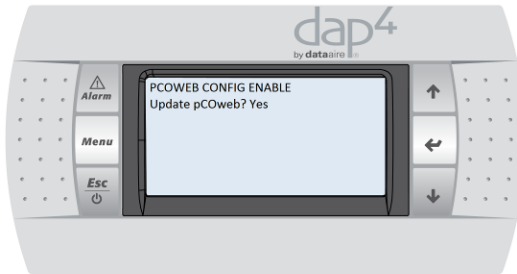 dap4
by dataaire
Alarm
PCOWEB CONFIG ENABLE
Update pCOweb? Yes
Menu
Esc